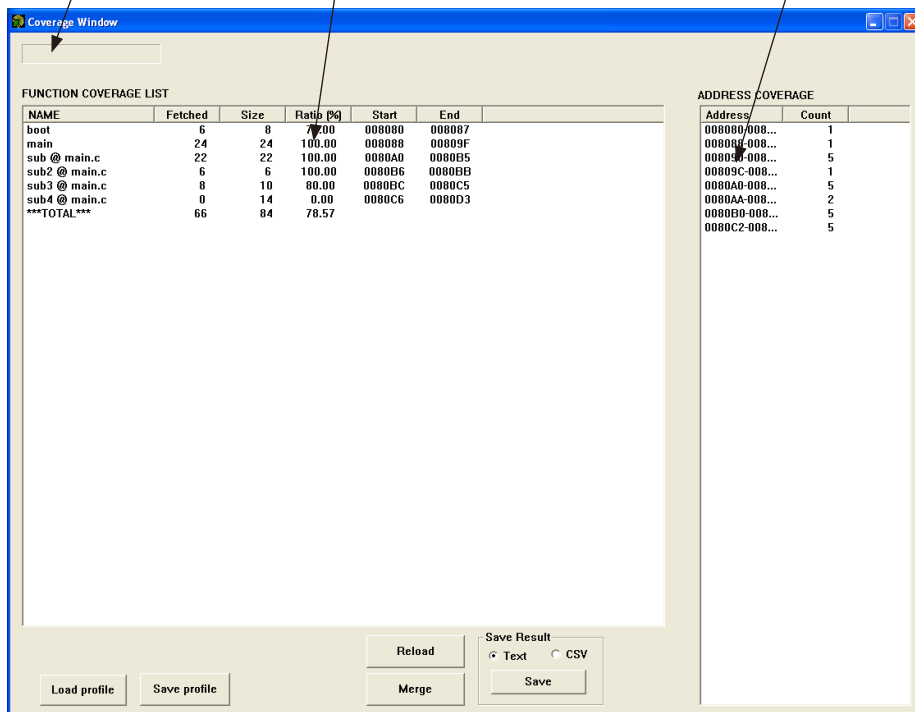 Coverage Window
FUNCTION COVERAGE LIST
NAME Fetched Size Ratio (%) Start End
boot 6 8 008080 008087
main 24 24 100.00 008088 00809F
sub @ main.c 22 22 100.00 0080A0 0080B5
sub2 @ main.c 6 6 100.00 0080B6 0080BB
sub3 @ main.c 8 10 80.00 0080BC 0080C5
sub4 @ main.c 0 14 0.00 0080C6 0080D3
***TOTAL*** 66 84 78.57
ADDRESS COVERAGE
Address Count
008080-008... 1
008088-008... 1
008090-008... 5
00809C-008... 1
0080A0-008... 5
0080AA-008... 2
0080B0-008... 5
0080C2-008... 5
Reload
Merge
Load profile
Save profile
Save Result
Text CSV
Save